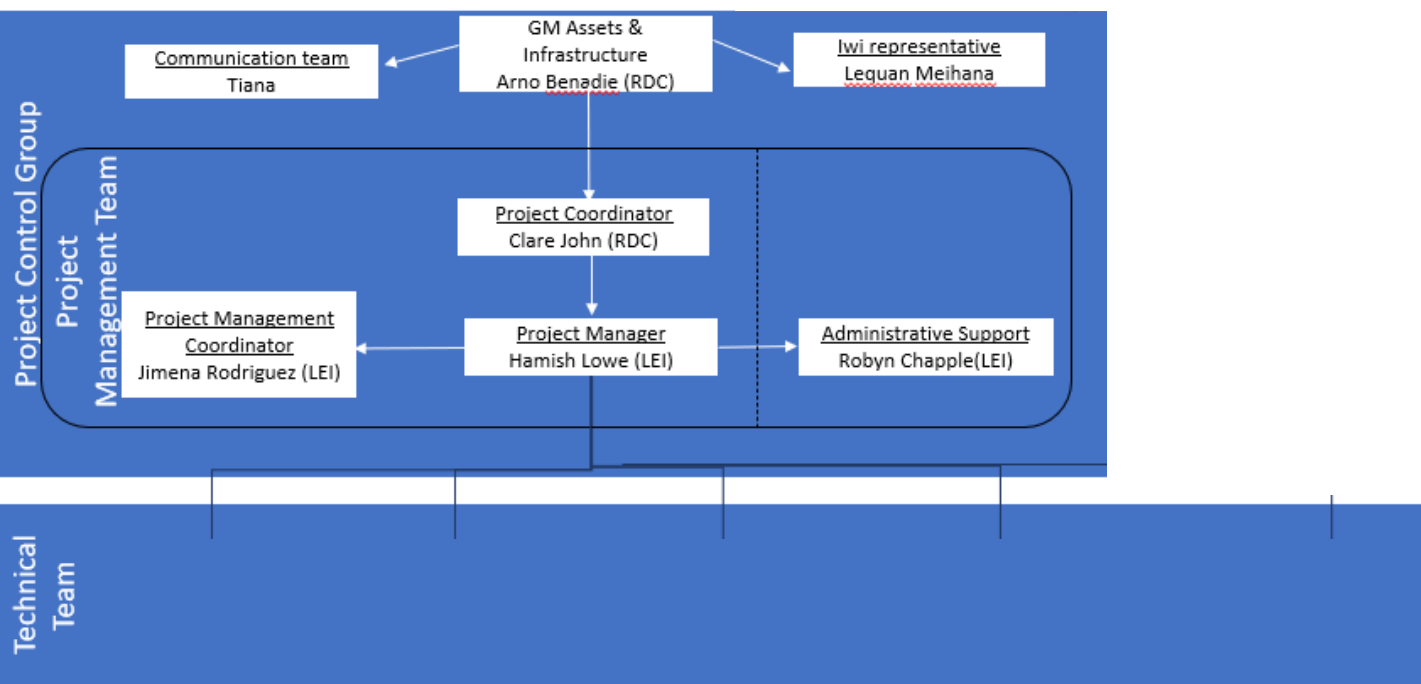 GM Assets &
Infrastructure
Arno Benadie (RDC)
Communication team
Tiana
Iwi representative
Lequan Meihana
Project Control Group
Project
Management Team
Project Coordinator
Clare John (RDC)
Project Management
Coordinator
Jimena Rodriguez (LEI)
Project Manager
Hamish Lowe (LEI)
Administrative Support
Robyn Chapple(LEI)
Technical
Team